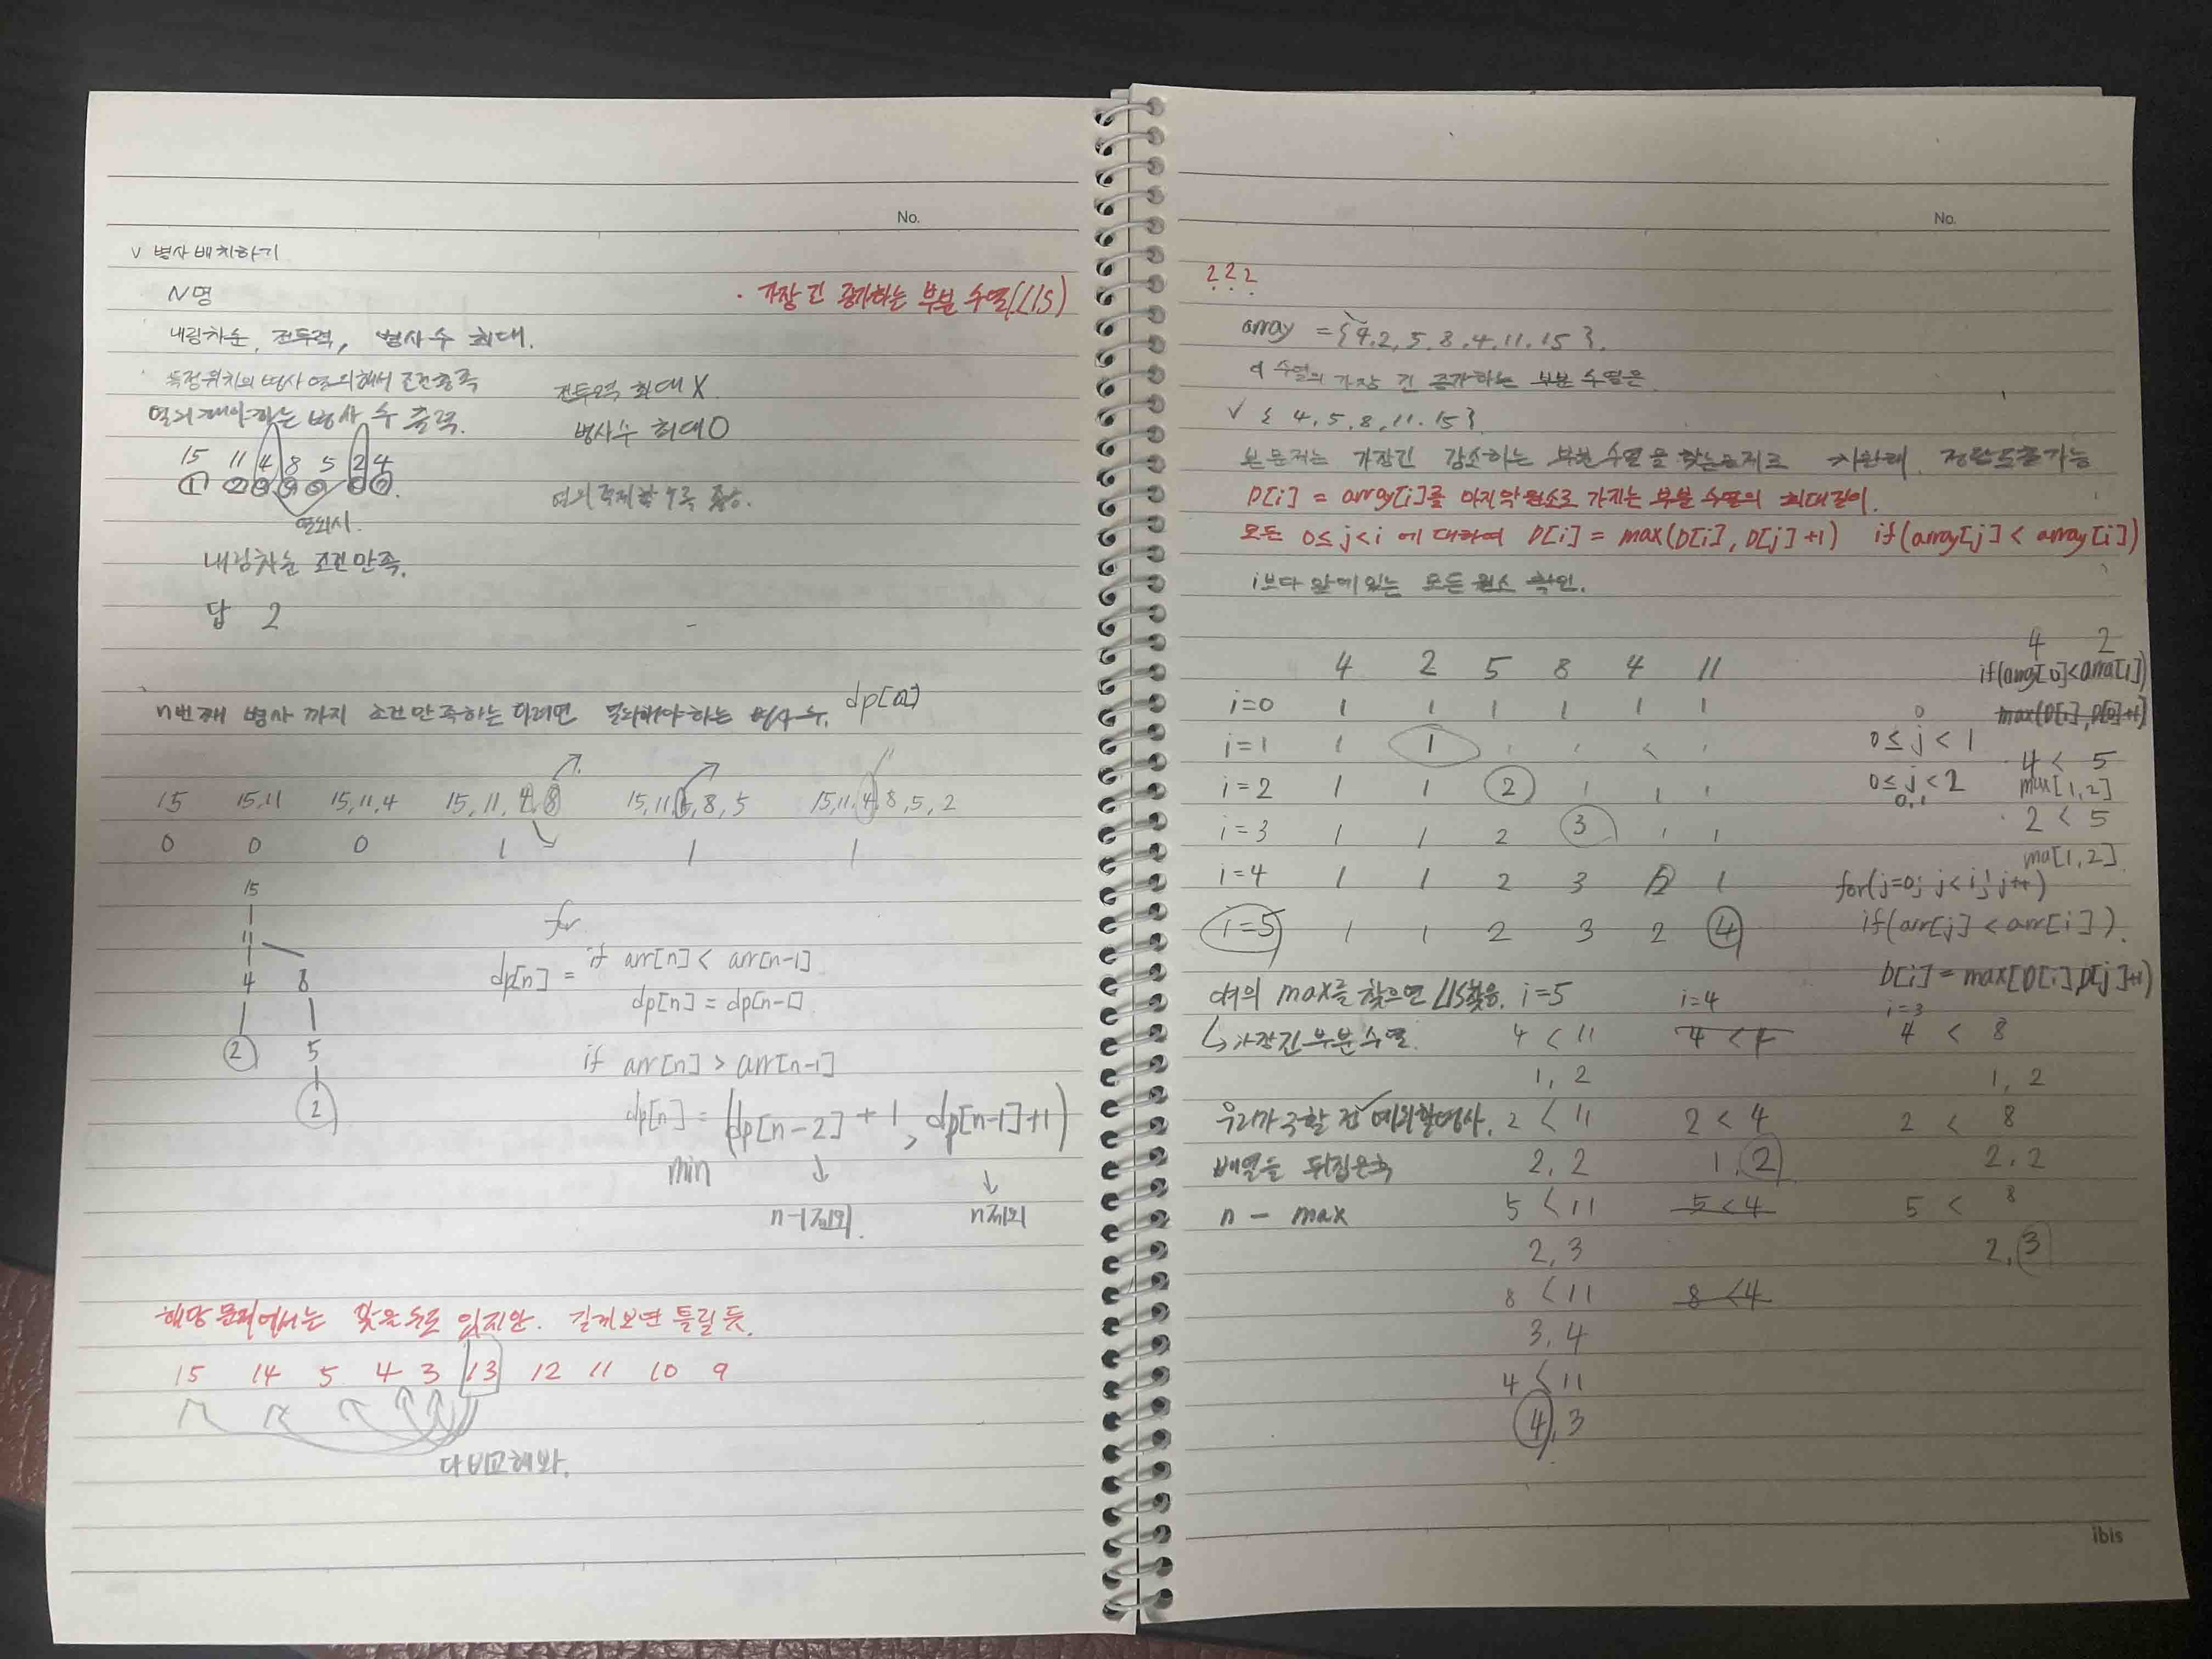 No.
v 병사 배치하기
N명
· 가장 긴 증가하는 부분 수열(LIS)
내림차순, 전투력, 병사 수 최대.
특정위치의 병사 열외해서 조건충족
전투력 최대 X
열외해야 하는 병사 수 출력.
병사수 최대 O
15 11 4 8 5 2 4
1 2 3 4 5 6 7
열외시.
내림차순 조건만족.
답 2
n번째 병사 까지 조건만족하는 열외해야하는 병사 수. dp[n]
15 15,11 15,11,4 15,11,4,8 15,11,4,8,5 15,11,4,8,5,2
0 0 0 1 1 1
15
11
4 8
2 5
2
for
dp[n] = if arr[n] < arr[n-1]
dp[n] = dp[n-1]
if arr[n] > arr[n-1]
dp[n] = (dp[n-2] + 1, dp[n-1]+1)
min
n-1제외. n제외
해당 문제에서는 맞을수도 있지만. 길게보면 틀릴 듯.
15 14 5 4 3 13 12 11 10 9
다 비교해와.
No.
???
array = {4, 2, 5, 8, 4, 11, 15}.
이 수열의 가장 긴 증가하는 부분 수열은
√ {4, 5, 8, 11, 15}
본 문제는 가장긴 감소하는 부분 수열을 찾는문제로 치환해. 정답도출가능
D[i] = array[i]를 마지막 원소로 가지는 부분 수열의 최대길이.
모든 0≤j<i 에 대하여 D[i] = max(D[i], D[j]+1) if(array[j] < array[i])
i보다 앞에 있는 모든 원소 확인.
4 2 5 8 4 11
i=0 1 1 1 1 1 1
i=1 1 1 1 1 1
i=2 1 1 2 1 1 1
i=3 1 1 2 3 1 1
i=4 1 1 2 3 2 1
i=5 1 1 2 3 2 4
4 2
if(array[0]<array[1])
max(D[i], D[0]+1)
0
0≤j<1
4 < 5
0≤j<2
0,1
max[1,2]
2 < 5
ma[1,2]
for(j=0; j<i; j++)
if(arr[j] < arr[i]).
D[i] = max[D[i], D[j]+1)
여의 max를 찾으면 LIS찾음.
↳ 가장긴 부분 수열.
우리가 구할 건 열외할병사.
배열을 뒤집은후
n - max
i=5
4 < 11
1, 2
2 < 11
2, 2
5 < 11
2, 3
8 < 11
3, 4
4 < 11
4, 3
i=4
4 < 4
2 < 4
1, 2
5 < 4
8 < 4
i=3
4 < 8
1, 2
2 < 8
2, 2
5 < 8
2, 3
ibis